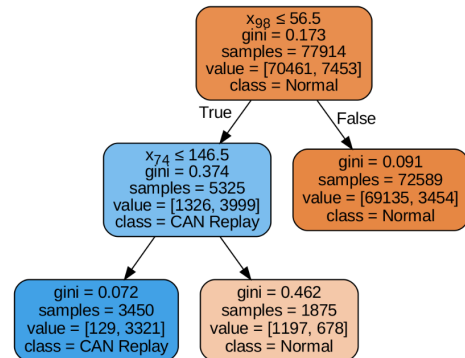 x98 ≤ 56.5
gini = 0.173
samples = 77914
value = [70461, 7453]
class = Normal
True
False
x74 ≤ 146.5
gini = 0.374
samples = 5325
value = [1326, 3999]
class = CAN Replay
gini = 0.091
samples = 72589
value = [69135, 3454]
class = Normal
gini = 0.072
samples = 3450
value = [129, 3321]
class = CAN Replay
gini = 0.462
samples = 1875
value = [1197, 678]
class = Normal